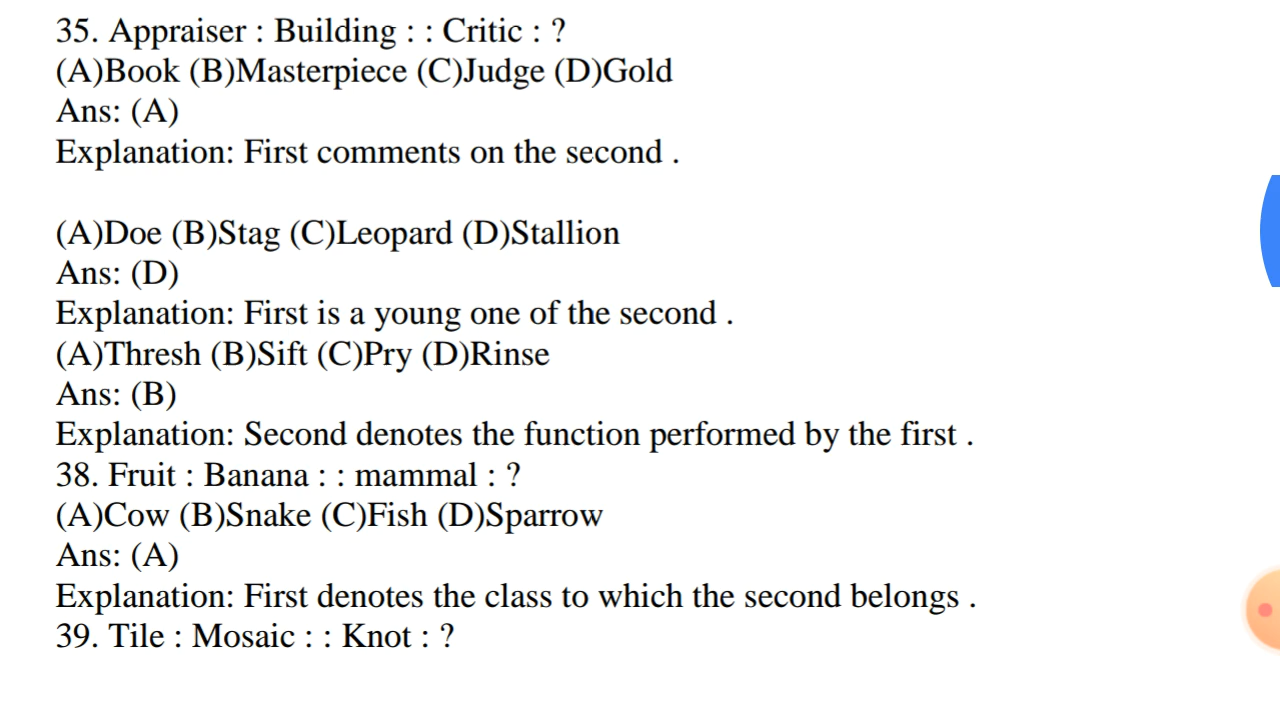 35. Appraiser : Building : : Critic : ?
(A)Book (B)Masterpiece (C)Judge (D)Gold
Ans: (A)
Explanation: First comments on the second .
(A)Doe (B)Stag (C)Leopard (D)Stallion
Ans: (D)
Explanation: First is a young one of the second .
(A)Thresh (B)Sift (C)Pry (D)Rinse
Ans: (B)
Explanation: Second denotes the function performed by the first .
38. Fruit : Banana : : mammal : ?
(A)Cow (B)Snake (C)Fish (D)Sparrow
Ans: (A)
Explanation: First denotes the class to which the second belongs .
39. Tile : Mosaic : : Knot : ?